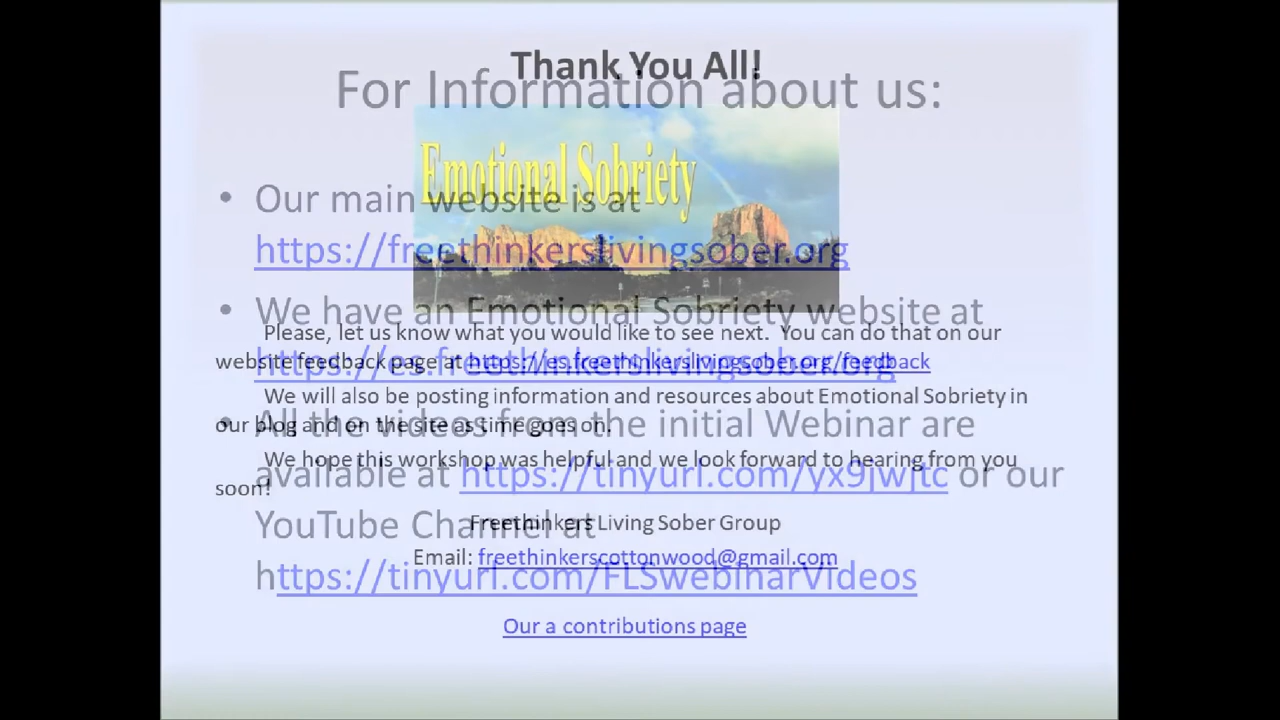 Thank You All!
Emotional Sobriety
Please, let us know what you would like to see next. You can do that on our
website feedback page at https://es.freethinkerslivingsober.org/feedback
We will also be posting information and resources about Emotional Sobriety in
our blog and on the site as time goes on.
We hope this workshop was helpful and we look forward to hearing from you
soon!
Freethinkers Living Sober Group
Email: freethinkerscottonwood@gmail.com
Our a contributions page
For Information about us:
• Our main website is at
https://freethinkerslivingsober.org
• We have an Emotional Sobriety website at
https://es.freethinkerslivingsober.org
• All the videos from the initial Webinar are
available at https://tinyurl.com/yx9jwjtc or our
YouTube Channel at
https://tinyurl.com/FLSwebinarVideos